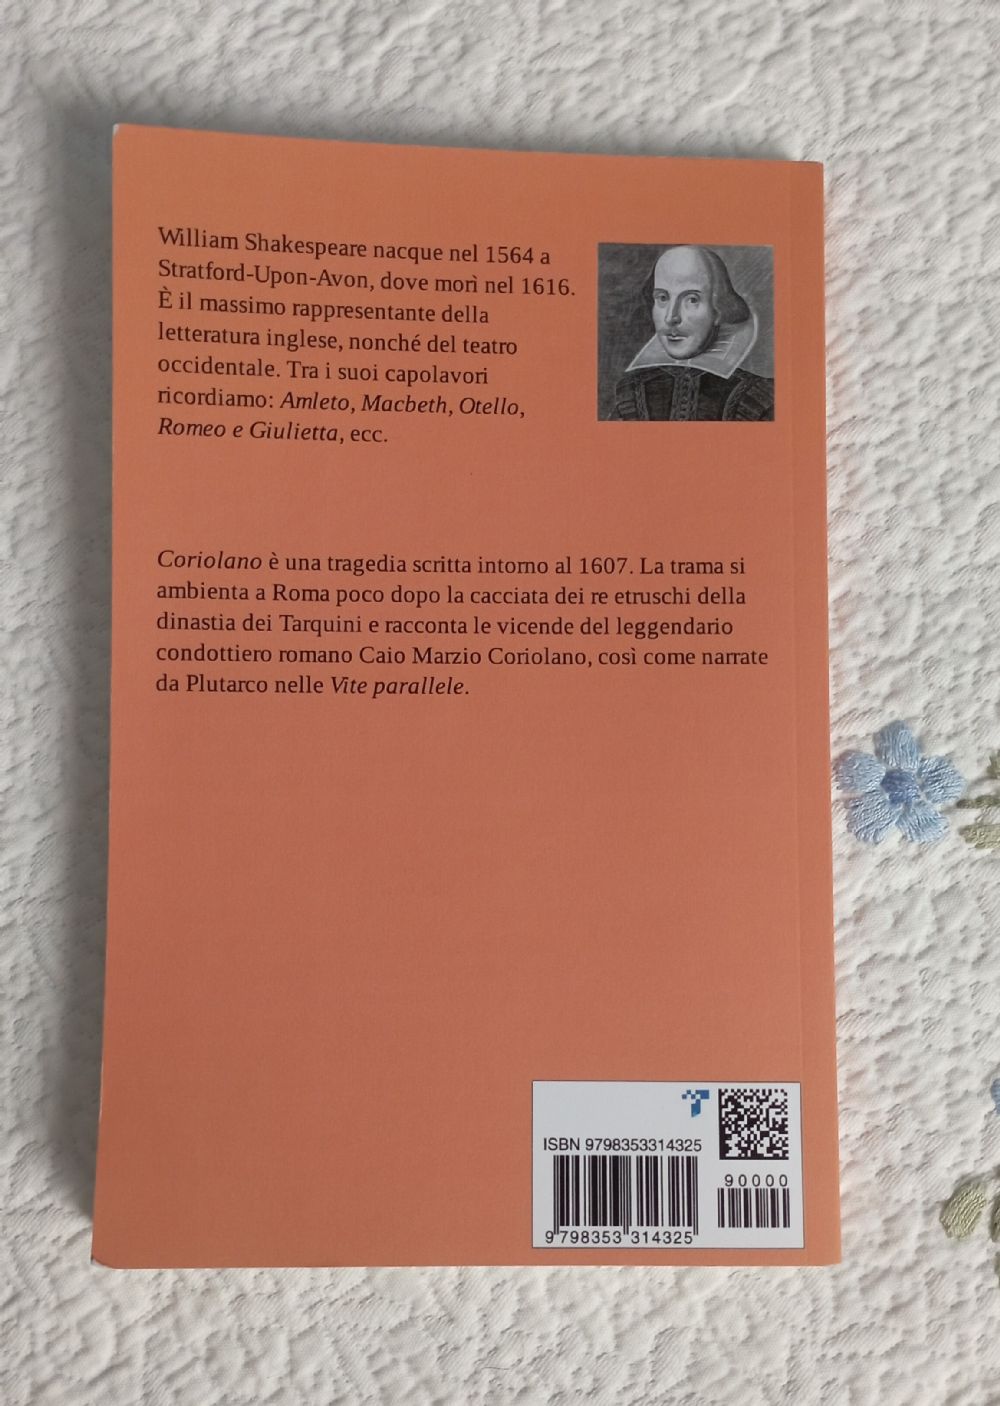 William Shakespeare nacque nel 1564 a
Stratford-Upon-Avon, dove morì nel 1616.
È il massimo rappresentante della
letteratura inglese, nonché del teatro
occidentale. Tra i suoi capolavori
ricordiamo: Amleto, Macbeth, Otello,
Romeo e Giulietta, ecc.
Coriolano è una tragedia scritta intorno al 1607. La trama si
ambienta a Roma poco dopo la cacciata dei re etruschi della
dinastia dei Tarquini e racconta le vicende del leggendario
condottiero romano Caio Marzio Coriolano, così come narrate
da Plutarco nelle Vite parallele.
ISBN 9798353314325
90000
9 798353 314325